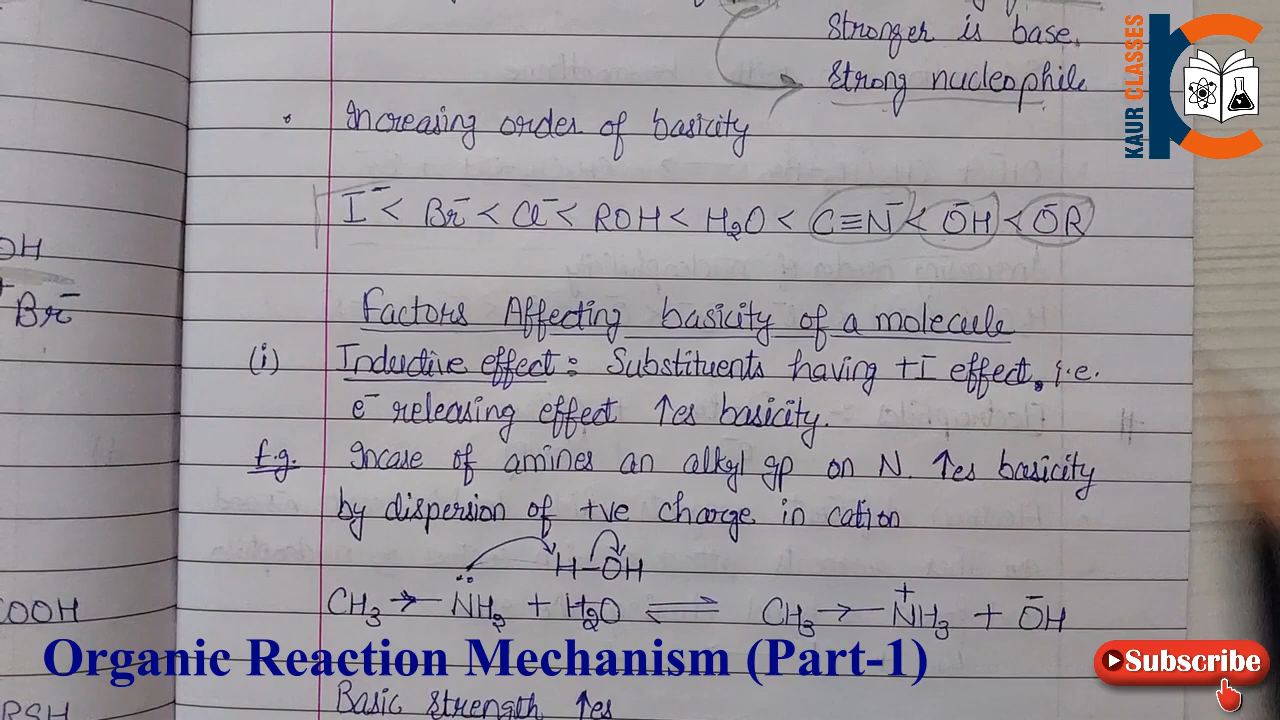 Stronger is base.
Strong nucleophile
KAUR CLASSES
Increasing order of basicity
I⁻ < Br⁻ < Cl⁻ < ROH < H₂O < C≡N⁻ < ŌH < ŌR
OH
Br⁻
Factors Affecting basicity of a molecule
(i) Inductive effect : Substituents having +I effect, i.e.
e⁻ releasing effect ↑es basicity.
E.g. Incase of amines an alkyl gp on N. ↑es basicity
by dispersion of +ve charge in cation
H–ŌH
COOH
CH₃ →– N̈H₂ + H₂O ⇌ CH₃ →– N⁺H₃ + ŌH
Organic Reaction Mechanism (Part-1)
Subscribe
RSH
Basic strength ↑es